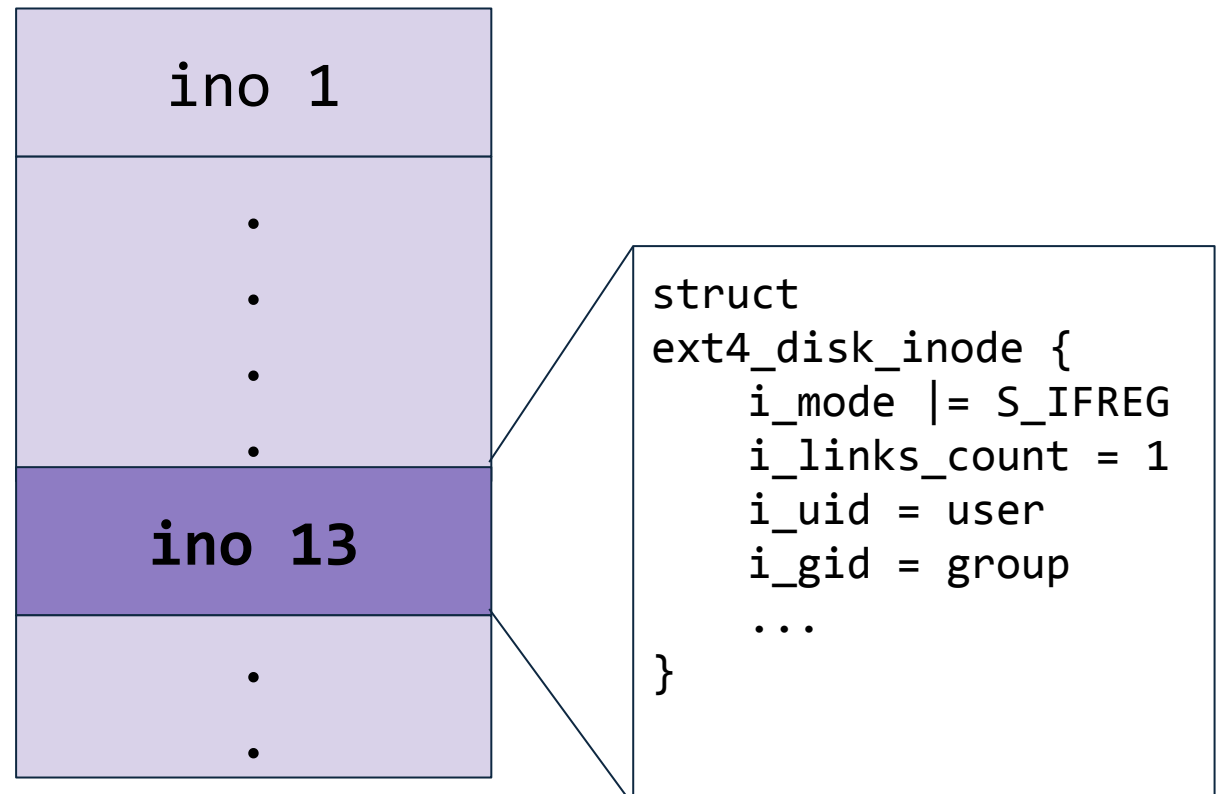 ino 1
.
.
.
.
ino 13
.
.
struct
ext4_disk_inode {
    i_mode |= S_IFREG
    i_links_count = 1
    i_uid = user
    i_gid = group
    ...
}